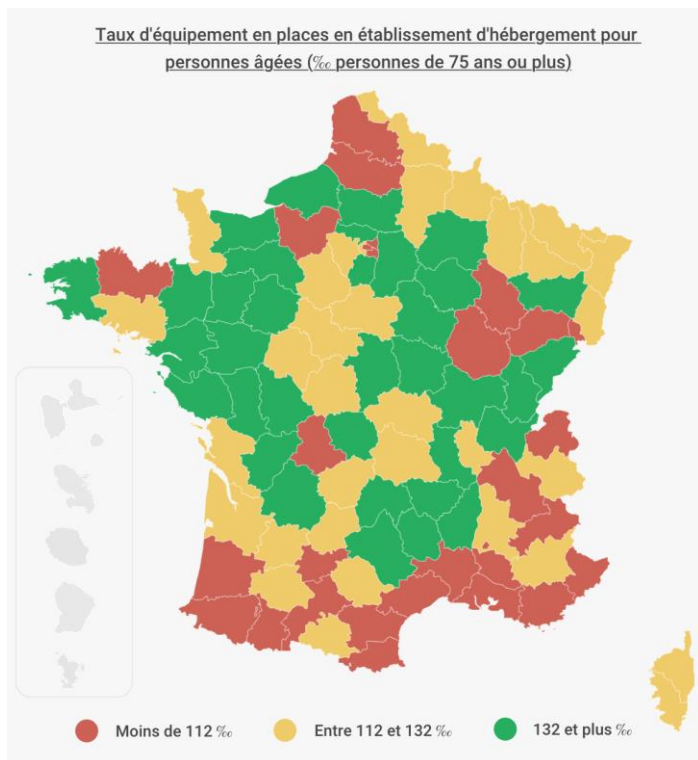 Taux d'équipement en places en établissement d'hébergement pour
personnes âgées (‰ personnes de 75 ans ou plus)
Moins de 112 ‰
Entre 112 et 132 ‰
132 et plus ‰